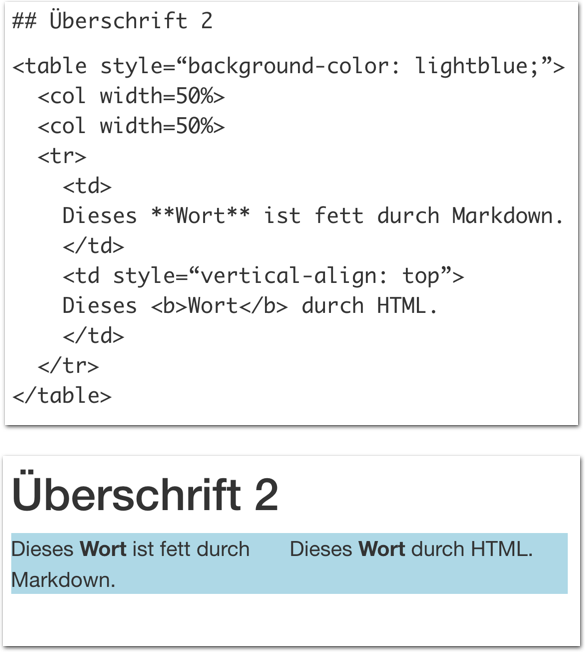 ## Überschrift 2
<table style=“background-color: lightblue;”>
  <col width=50%>
  <col width=50%>
  <tr>
    <td>
    Dieses **Wort** ist fett durch Markdown.
    </td>
    <td style=“vertical-align: top”>
    Dieses <b>Wort</b> durch HTML.
    </td>
  </tr>
</table>
Überschrift 2
Dieses Wort ist fett durch
Markdown.
Dieses Wort durch HTML.